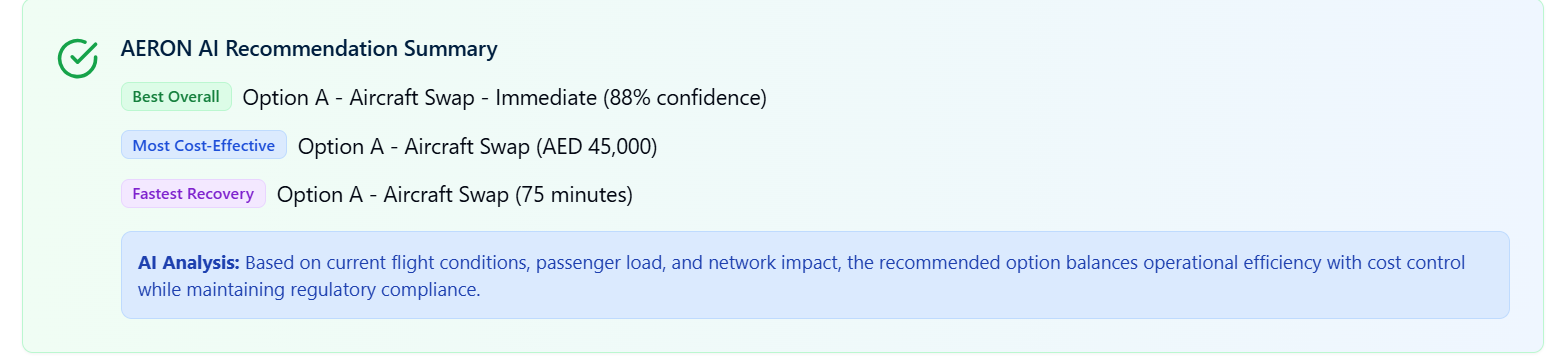 AERON AI Recommendation Summary
Best Overall Option A - Aircraft Swap - Immediate (88% confidence)
Most Cost-Effective Option A - Aircraft Swap (AED 45,000)
Fastest Recovery Option A - Aircraft Swap (75 minutes)
AI Analysis: Based on current flight conditions, passenger load, and network impact, the recommended option balances operational efficiency with cost control
while maintaining regulatory compliance.